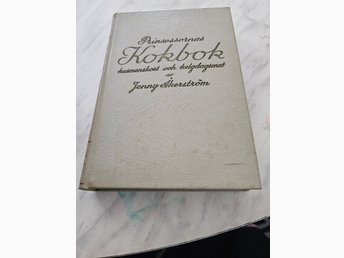 Prinsessornas
Kokbok
husmanskost och helgdagsmat
av
Jenny Åkerström